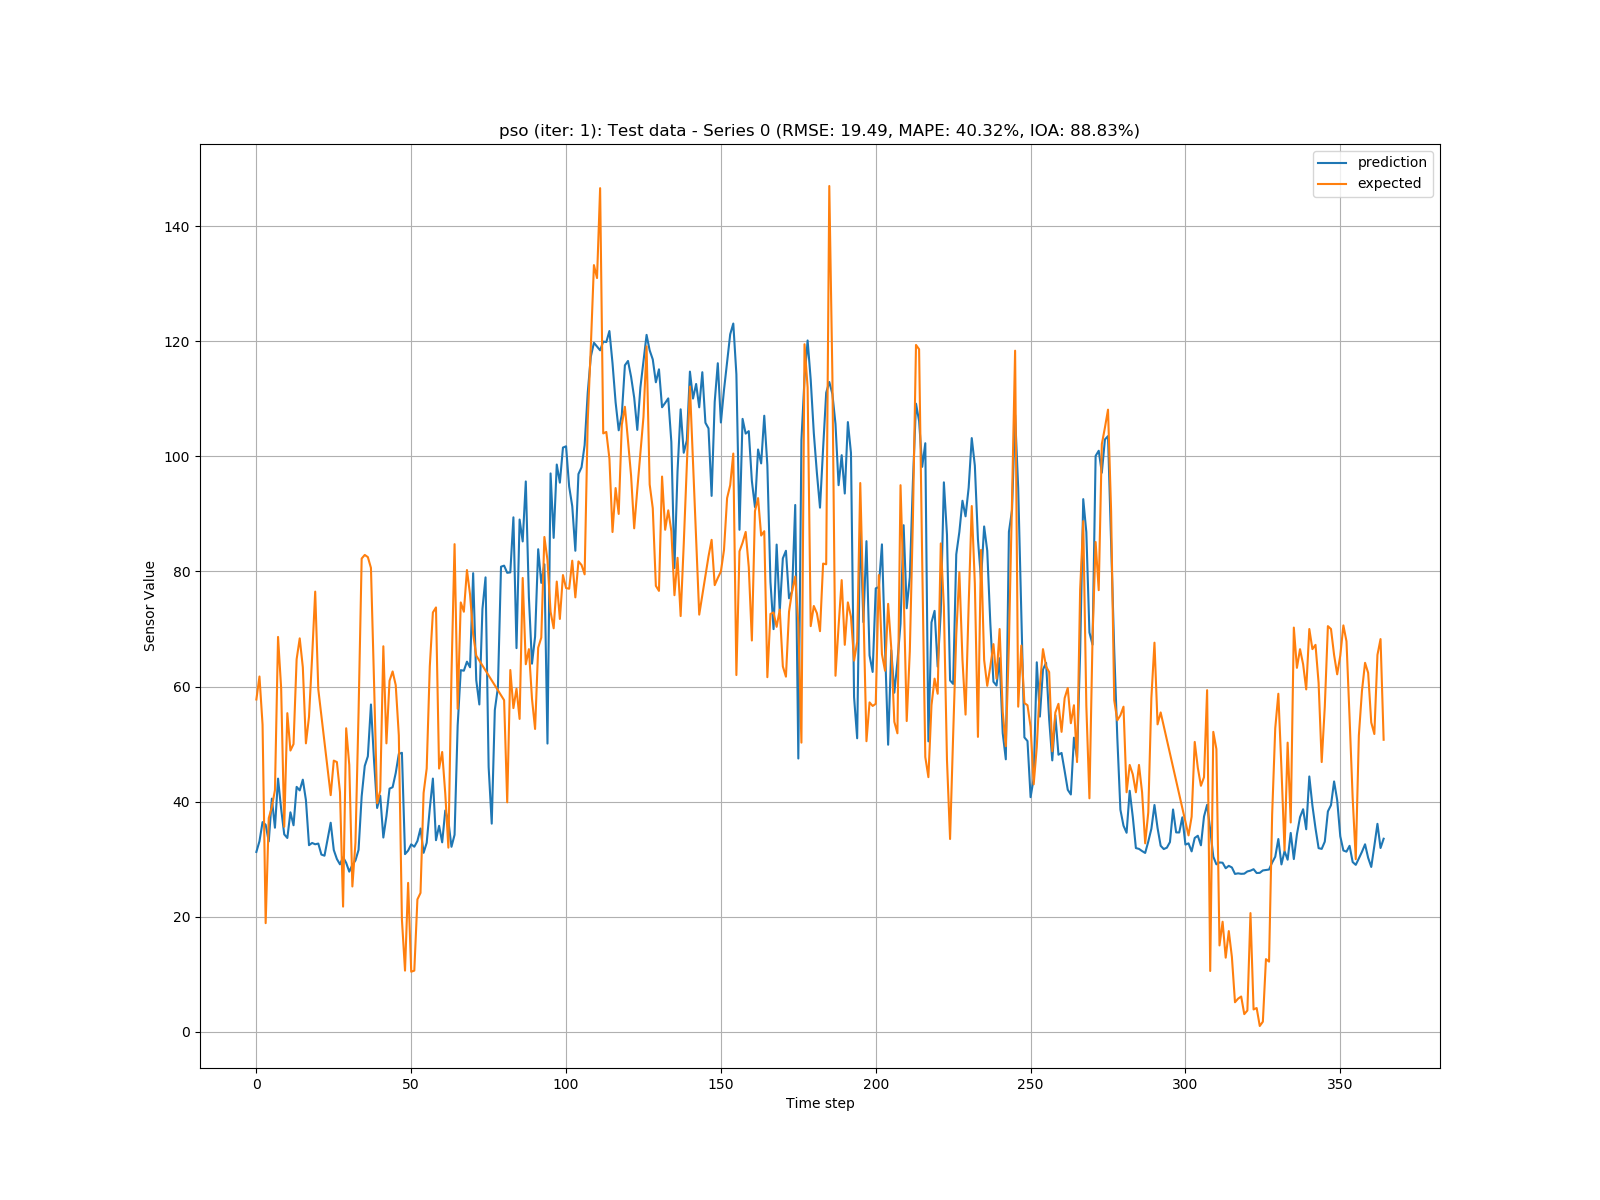 pso (iter: 1): Test data - Series 0 (RMSE: 19.49, MAPE: 40.32%, IOA: 88.83%)
prediction
expected
Sensor Value
140
120
100
80
60
40
20
0
0 50 100 150 200 250 300 350
Time step